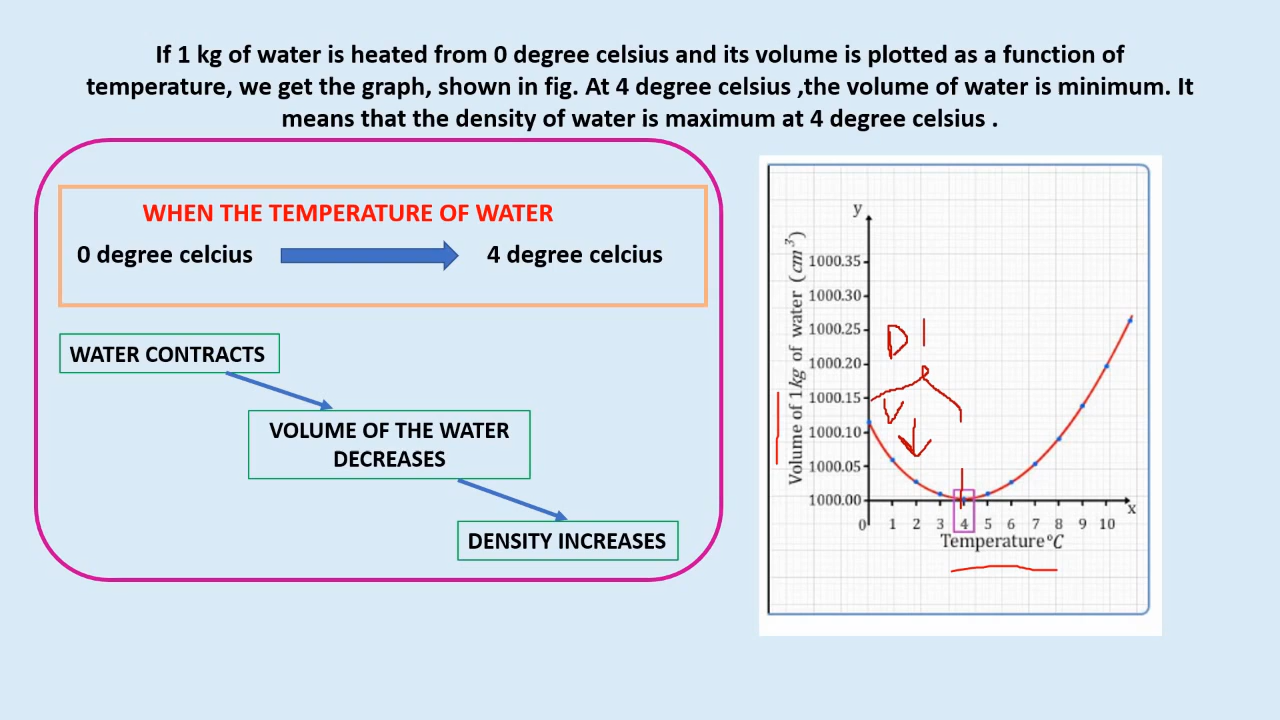 If 1 kg of water is heated from 0 degree celsius and its volume is plotted as a function of
temperature, we get the graph, shown in fig. At 4 degree celsius ,the volume of water is minimum. It
means that the density of water is maximum at 4 degree celsius .
WHEN THE TEMPERATURE OF WATER
0 degree celcius
4 degree celcius
WATER CONTRACTS
VOLUME OF THE WATER
DECREASES
DENSITY INCREASES
y
Volume of 1kg of water (cm³)
1000.35
1000.30
1000.25
1000.20
1000.15
1000.10
1000.05
1000.00
D
V
0 1 2 3 4 5 6 7 8 9 10
x
Temperature°C